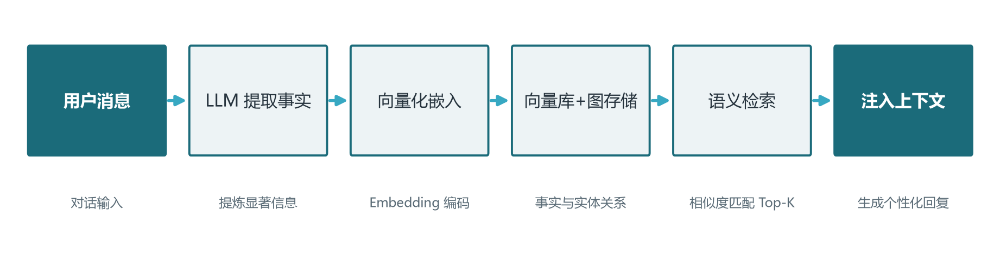 用户消息
LLM 提取事实
向量化嵌入
向量库+图存储
语义检索
注入上下文
对话输入
提炼显著信息
Embedding 编码
事实与实体关系
相似度匹配 Top-K
生成个性化回复